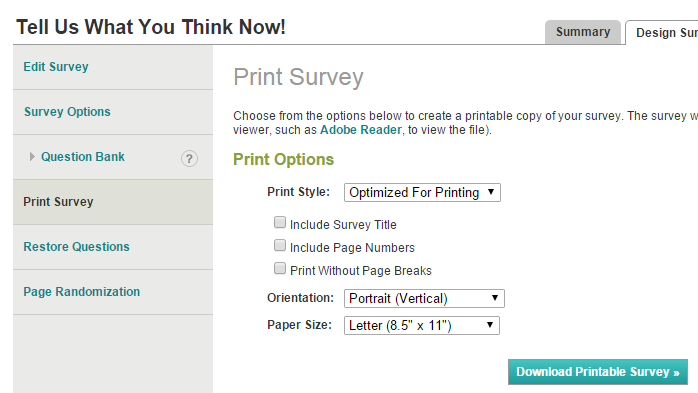 Tell Us What You Think Now!
Summary
Design Sur
Edit Survey
Survey Options
Question Bank ?
Print Survey
Restore Questions
Page Randomization
Print Survey
Choose from the options below to create a printable copy of your survey. The survey w
viewer, such as Adobe Reader, to view the file).
Print Options
Print Style: Optimized For Printing
Include Survey Title
Include Page Numbers
Print Without Page Breaks
Orientation: Portrait (Vertical)
Paper Size: Letter (8.5" x 11")
Download Printable Survey »